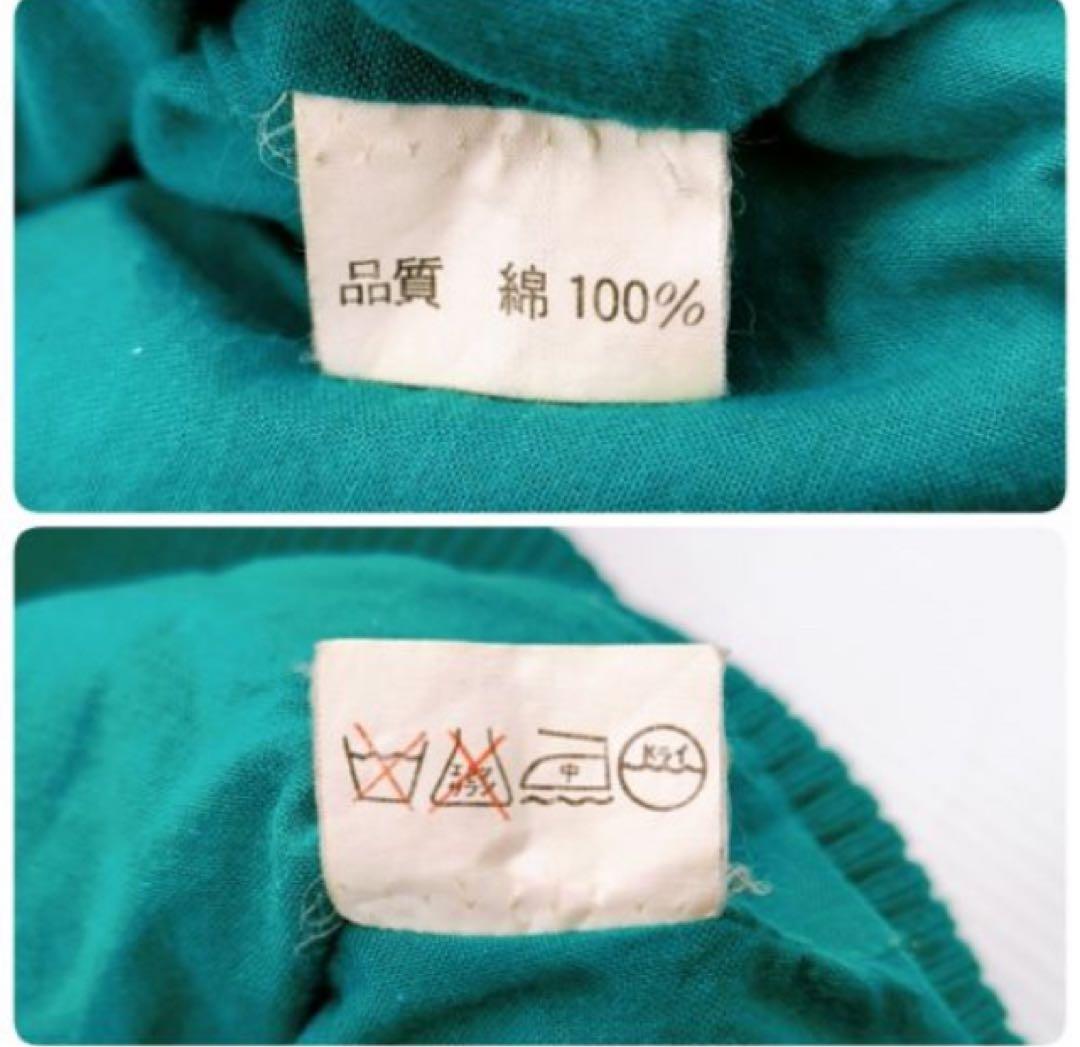 品質　綿 100%
エンソ
サラシ
中
ドライ